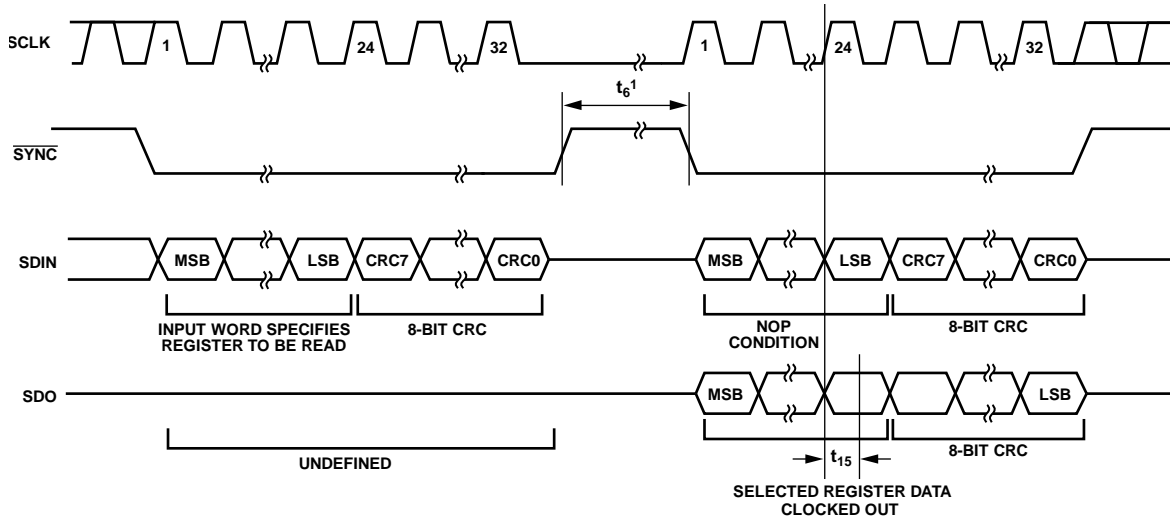 SCLK 1 24 32 1 24 32
t6¹
SYNC
SDIN MSB LSB CRC7 CRC0 MSB LSB CRC7 CRC0
INPUT WORD SPECIFIES
REGISTER TO BE READ
8-BIT CRC
NOP
CONDITION
8-BIT CRC
SDO MSB LSB
UNDEFINED
t15
8-BIT CRC
SELECTED REGISTER DATA
CLOCKED OUT